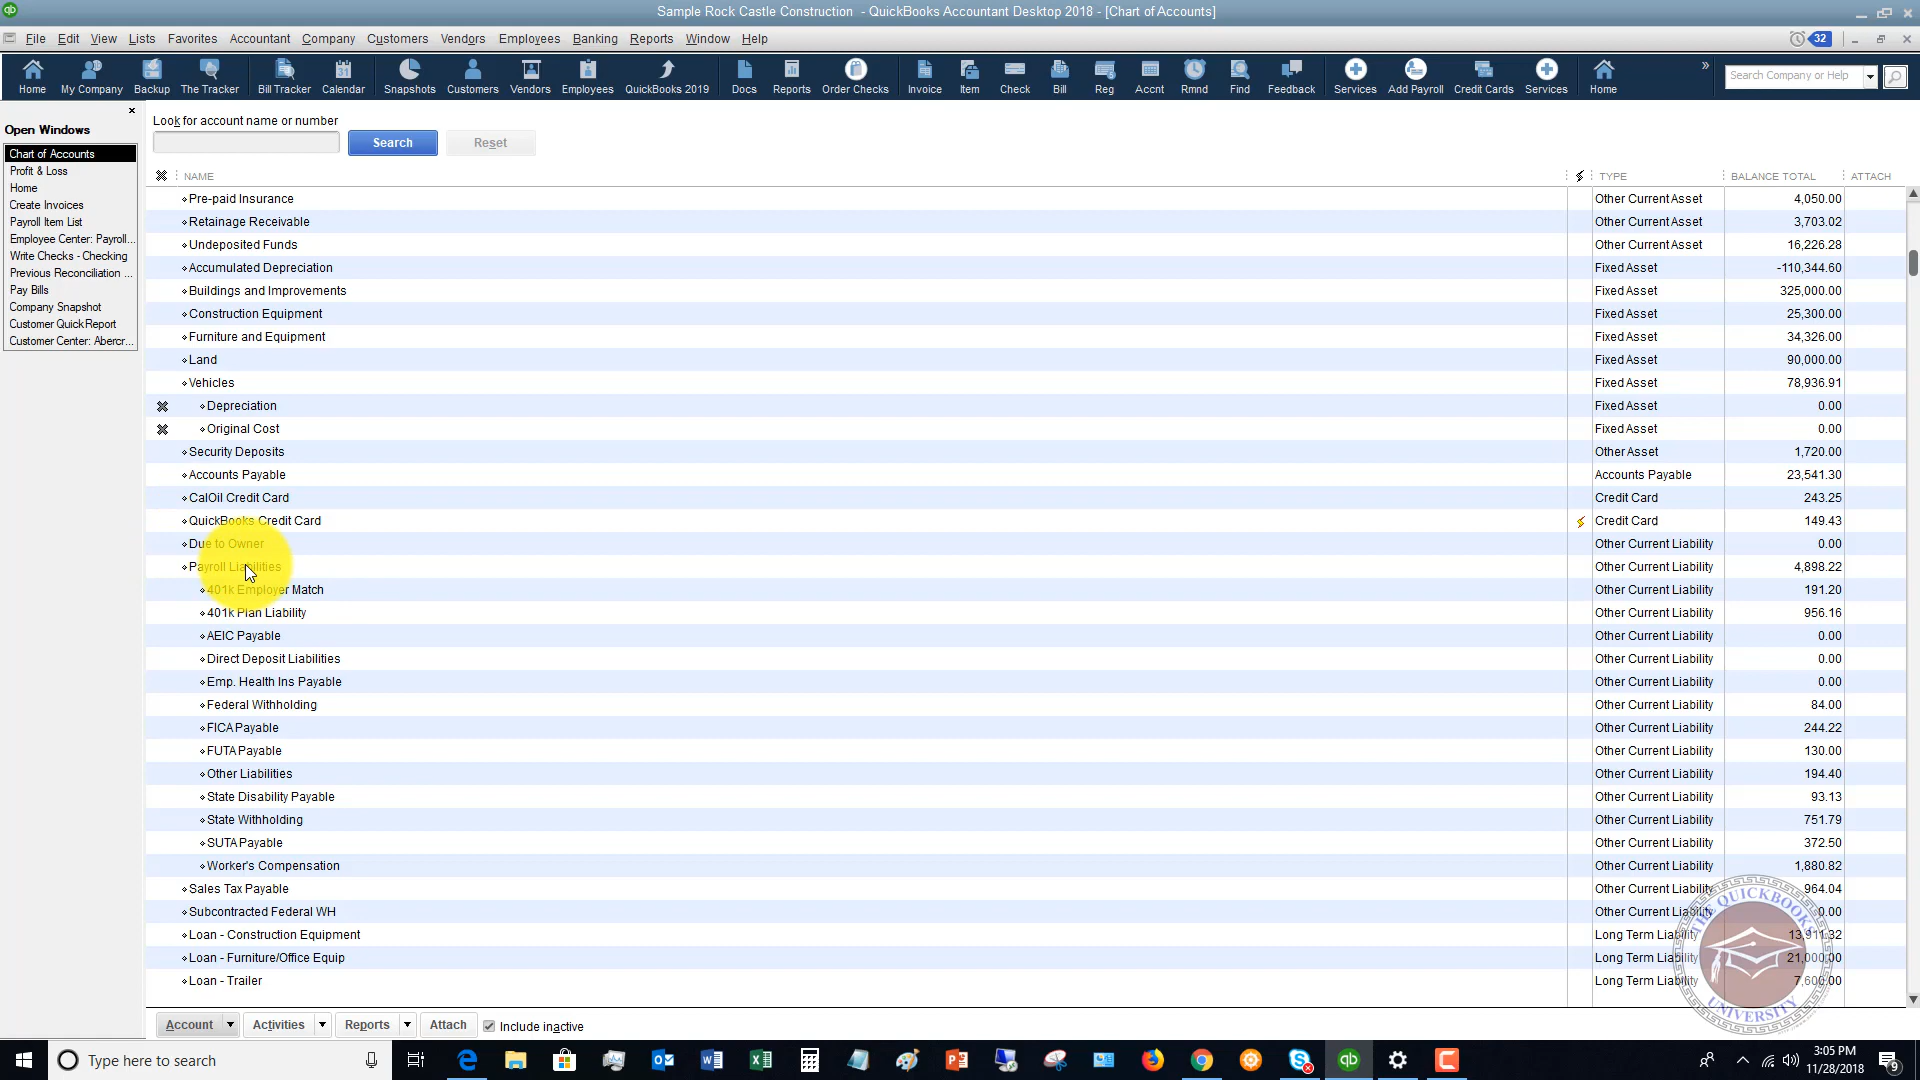 Sample Rock Castle Construction - QuickBooks Accountant Desktop 2018 - [Chart of Accounts]
File Edit View Lists Favorites Accountant Company Customers Vendors Employees Banking Reports Window Help 32
Home My Company Backup The Tracker Bill Tracker Calendar Snapshots Customers Vendors Employees QuickBooks 2019 Docs Reports Order Checks Invoice Item Check Bill Reg Accnt Rmnd Find Feedback Services Add Payroll Credit Cards Services Home » Search Company or Help
Open Windows
Chart of Accounts
Profit & Loss
Home
Create Invoices
Payroll Item List
Employee Center: Payroll...
Write Checks - Checking
Previous Reconciliation ...
Pay Bills
Company Snapshot
Customer QuickReport
Customer Center: Abercr...
Look for account name or number
Search Reset
NAME TYPE BALANCE TOTAL ATTACH
Pre-paid Insurance Other Current Asset 4,050.00
Retainage Receivable Other Current Asset 3,703.02
Undeposited Funds Other Current Asset 16,226.28
Accumulated Depreciation Fixed Asset -110,344.60
Buildings and Improvements Fixed Asset 325,000.00
Construction Equipment Fixed Asset 25,300.00
Furniture and Equipment Fixed Asset 34,326.00
Land Fixed Asset 90,000.00
Vehicles Fixed Asset 78,936.91
Depreciation Fixed Asset 0.00
Original Cost Fixed Asset 0.00
Security Deposits Other Asset 1,720.00
Accounts Payable Accounts Payable 23,541.30
CalOil Credit Card Credit Card 243.25
QuickBooks Credit Card Credit Card 149.43
Due to Owner Other Current Liability 0.00
Payroll Liabilities Other Current Liability 4,898.22
401k Employer Match Other Current Liability 191.20
401k Plan Liability Other Current Liability 956.16
AEIC Payable Other Current Liability 0.00
Direct Deposit Liabilities Other Current Liability 0.00
Emp. Health Ins Payable Other Current Liability 0.00
Federal Withholding Other Current Liability 84.00
FICA Payable Other Current Liability 244.22
FUTA Payable Other Current Liability 130.00
Other Liabilities Other Current Liability 194.40
State Disability Payable Other Current Liability 93.13
State Withholding Other Current Liability 751.79
SUTA Payable Other Current Liability 372.50
Worker's Compensation Other Current Liability 1,880.82
Sales Tax Payable Other Current Liability 964.04
Subcontracted Federal WH Other Current Liability 0.00
Loan - Construction Equipment Long Term Liability 13,911.32
Loan - Furniture/Office Equip Long Term Liability 21,000.00
Loan - Trailer Long Term Liability 7,600.00
THE QUICKBOOKS UNIVERSITY
Account Activities Reports Attach Include inactive
Type here to search
3:05 PM
11/28/2018
9